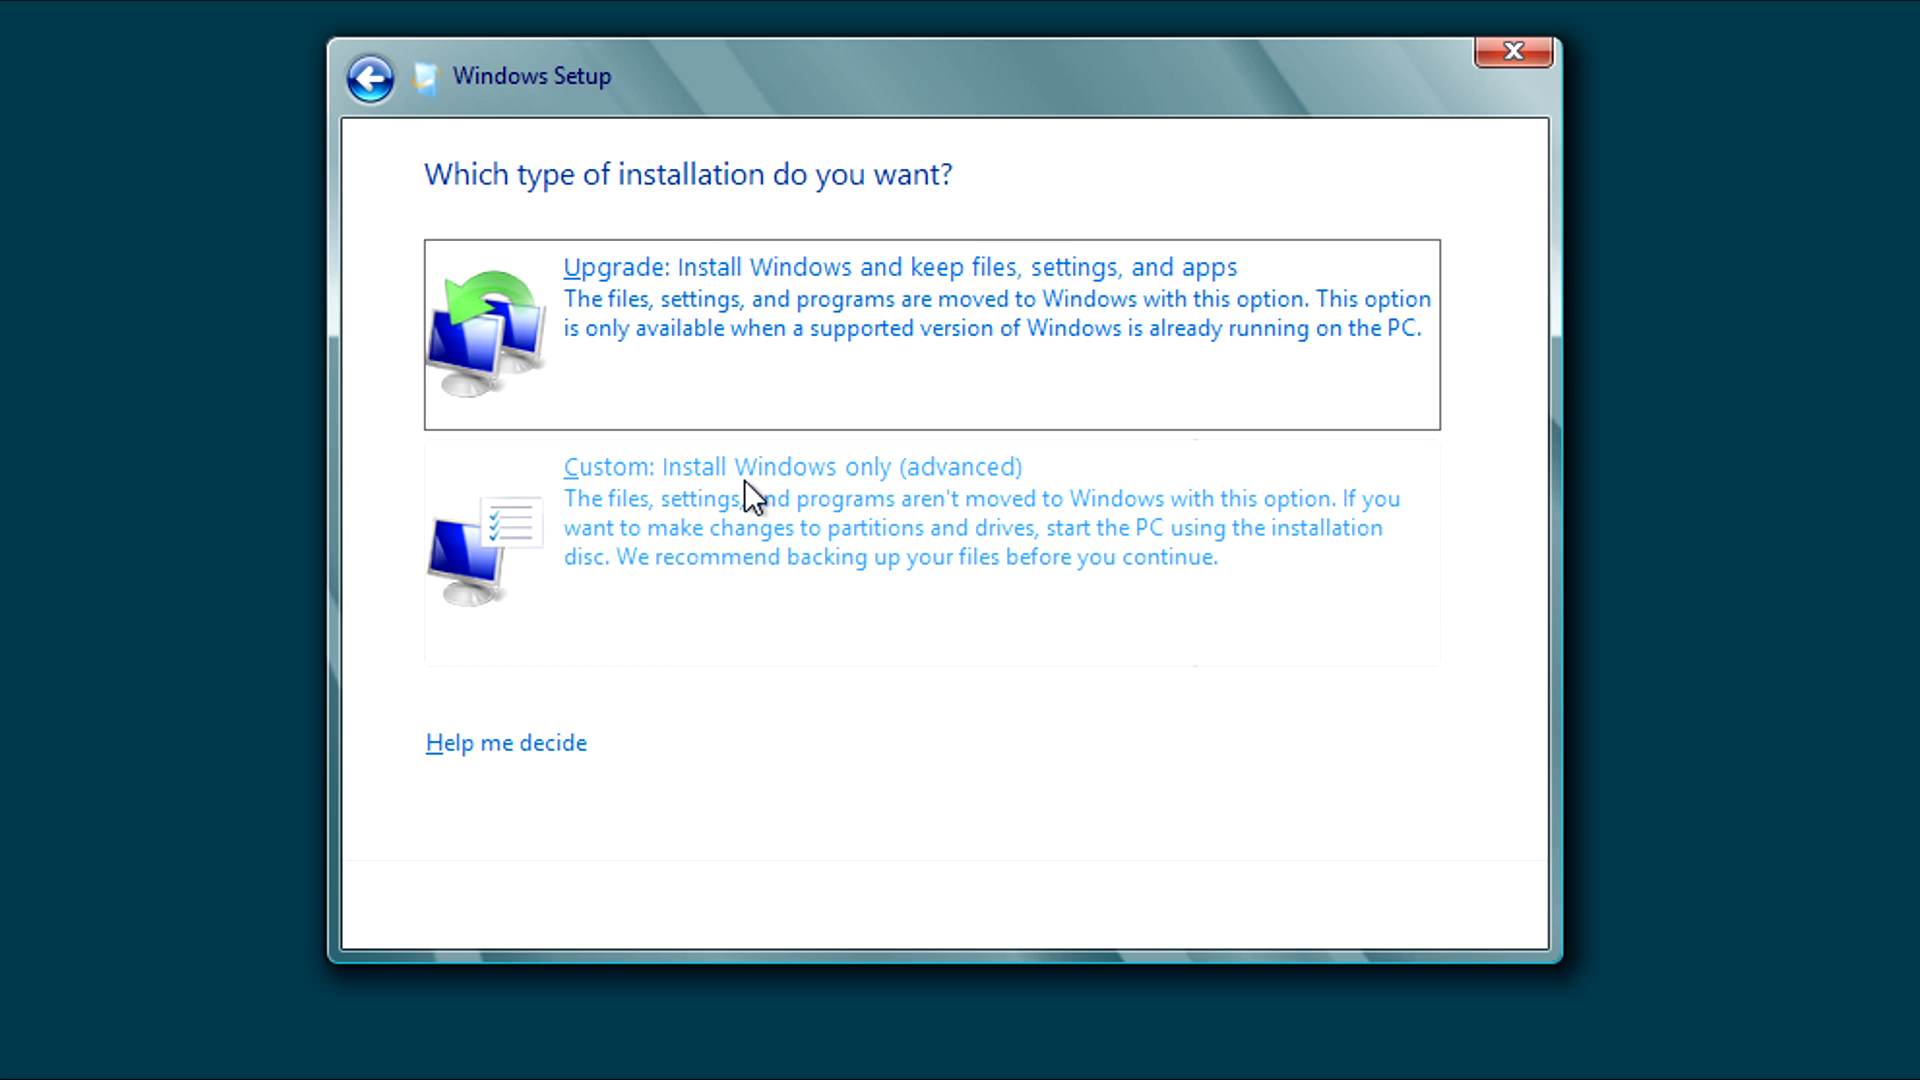 Windows Setup
Which type of installation do you want?
Upgrade: Install Windows and keep files, settings, and apps
The files, settings, and programs are moved to Windows with this option. This option
is only available when a supported version of Windows is already running on the PC.
Custom: Install Windows only (advanced)
The files, settings, and programs aren't moved to Windows with this option. If you
want to make changes to partitions and drives, start the PC using the installation
disc. We recommend backing up your files before you continue.
Help me decide